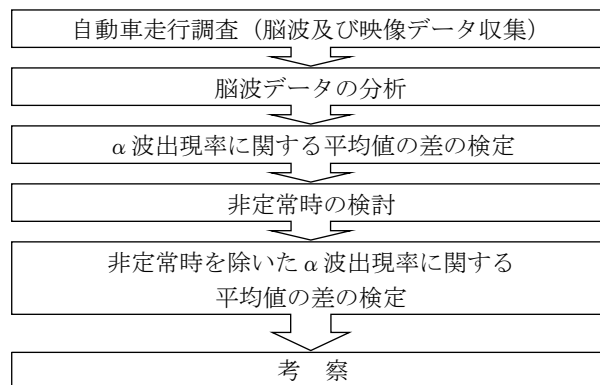 自動車走行調査（脳波及び映像データ収集）
脳波データの分析
α波出現率に関する平均値の差の検定
非定常時の検討
非定常時を除いたα波出現率に関する
平均値の差の検定
考　察